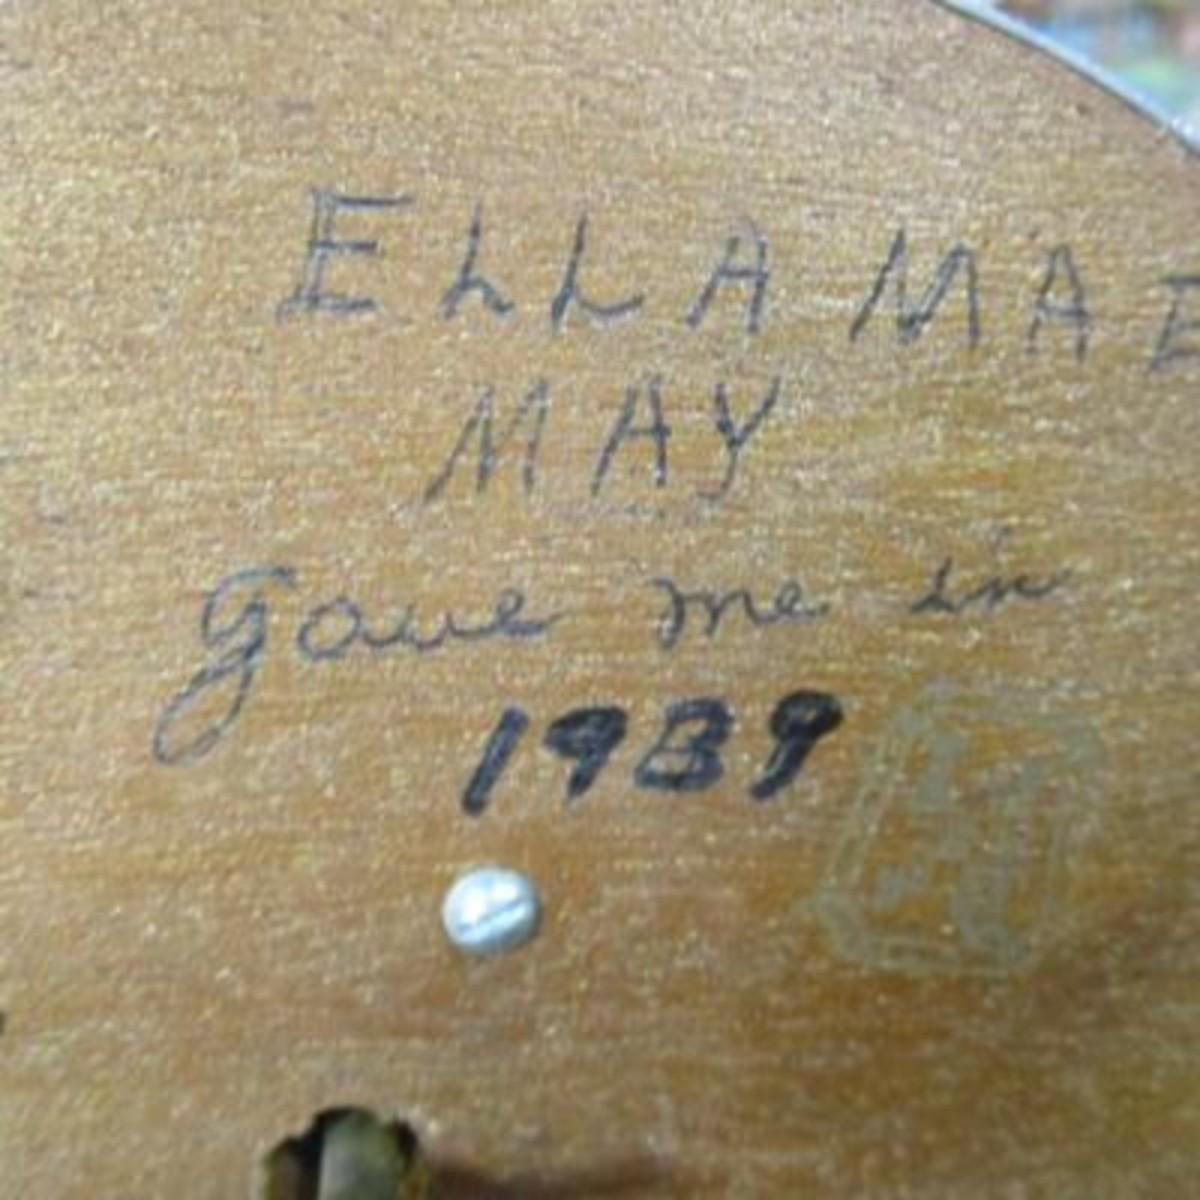 ELLA MAE
MAY
gave me in
1939